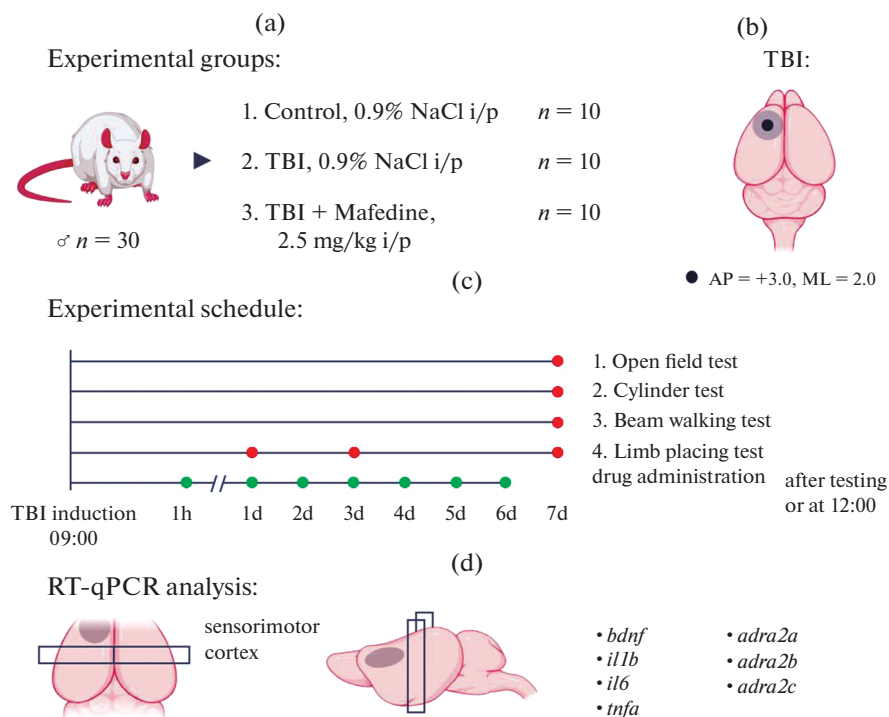 (a)
Experimental groups:
♂ n = 30
1. Control, 0.9% NaCl i/p n = 10
2. TBI, 0.9% NaCl i/p n = 10
3. TBI + Mafedine, n = 10
2.5 mg/kg i/p
(b)
TBI:
AP = +3.0, ML = 2.0
(c)
Experimental schedule:
1. Open field test
2. Cylinder test
3. Beam walking test
4. Limb placing test
drug administration
after testing
or at 12:00
TBI induction
09:00
1h 1d 2d 3d 4d 5d 6d 7d
(d)
RT-qPCR analysis:
sensorimotor
cortex
• bdnf
• il1b
• il6
• tnfa
• adra2a
• adra2b
• adra2c